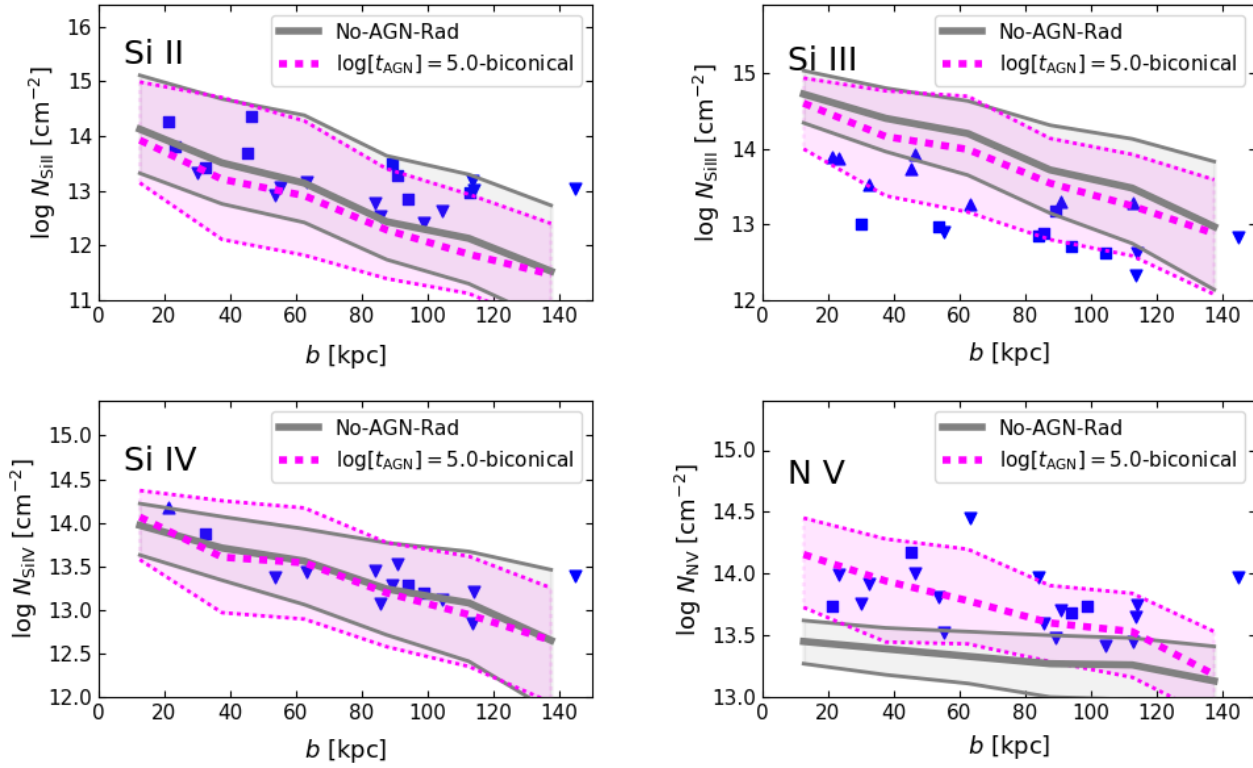 No-AGN-Rad
log[t_AGN] = 5.0-biconical
Si II
log N_SiII [cm⁻²]
16
15
14
13
12
11
0 20 40 60 80 100 120 140
b [kpc]
No-AGN-Rad
log[t_AGN] = 5.0-biconical
Si III
log N_SiIII [cm⁻²]
15
14
13
12
0 20 40 60 80 100 120 140
b [kpc]
No-AGN-Rad
log[t_AGN] = 5.0-biconical
Si IV
log N_SiIV [cm⁻²]
15.0
14.5
14.0
13.5
13.0
12.5
12.0
0 20 40 60 80 100 120 140
b [kpc]
No-AGN-Rad
log[t_AGN] = 5.0-biconical
N V
log N_NV [cm⁻²]
15.0
14.5
14.0
13.5
13.0
0 20 40 60 80 100 120 140
b [kpc]